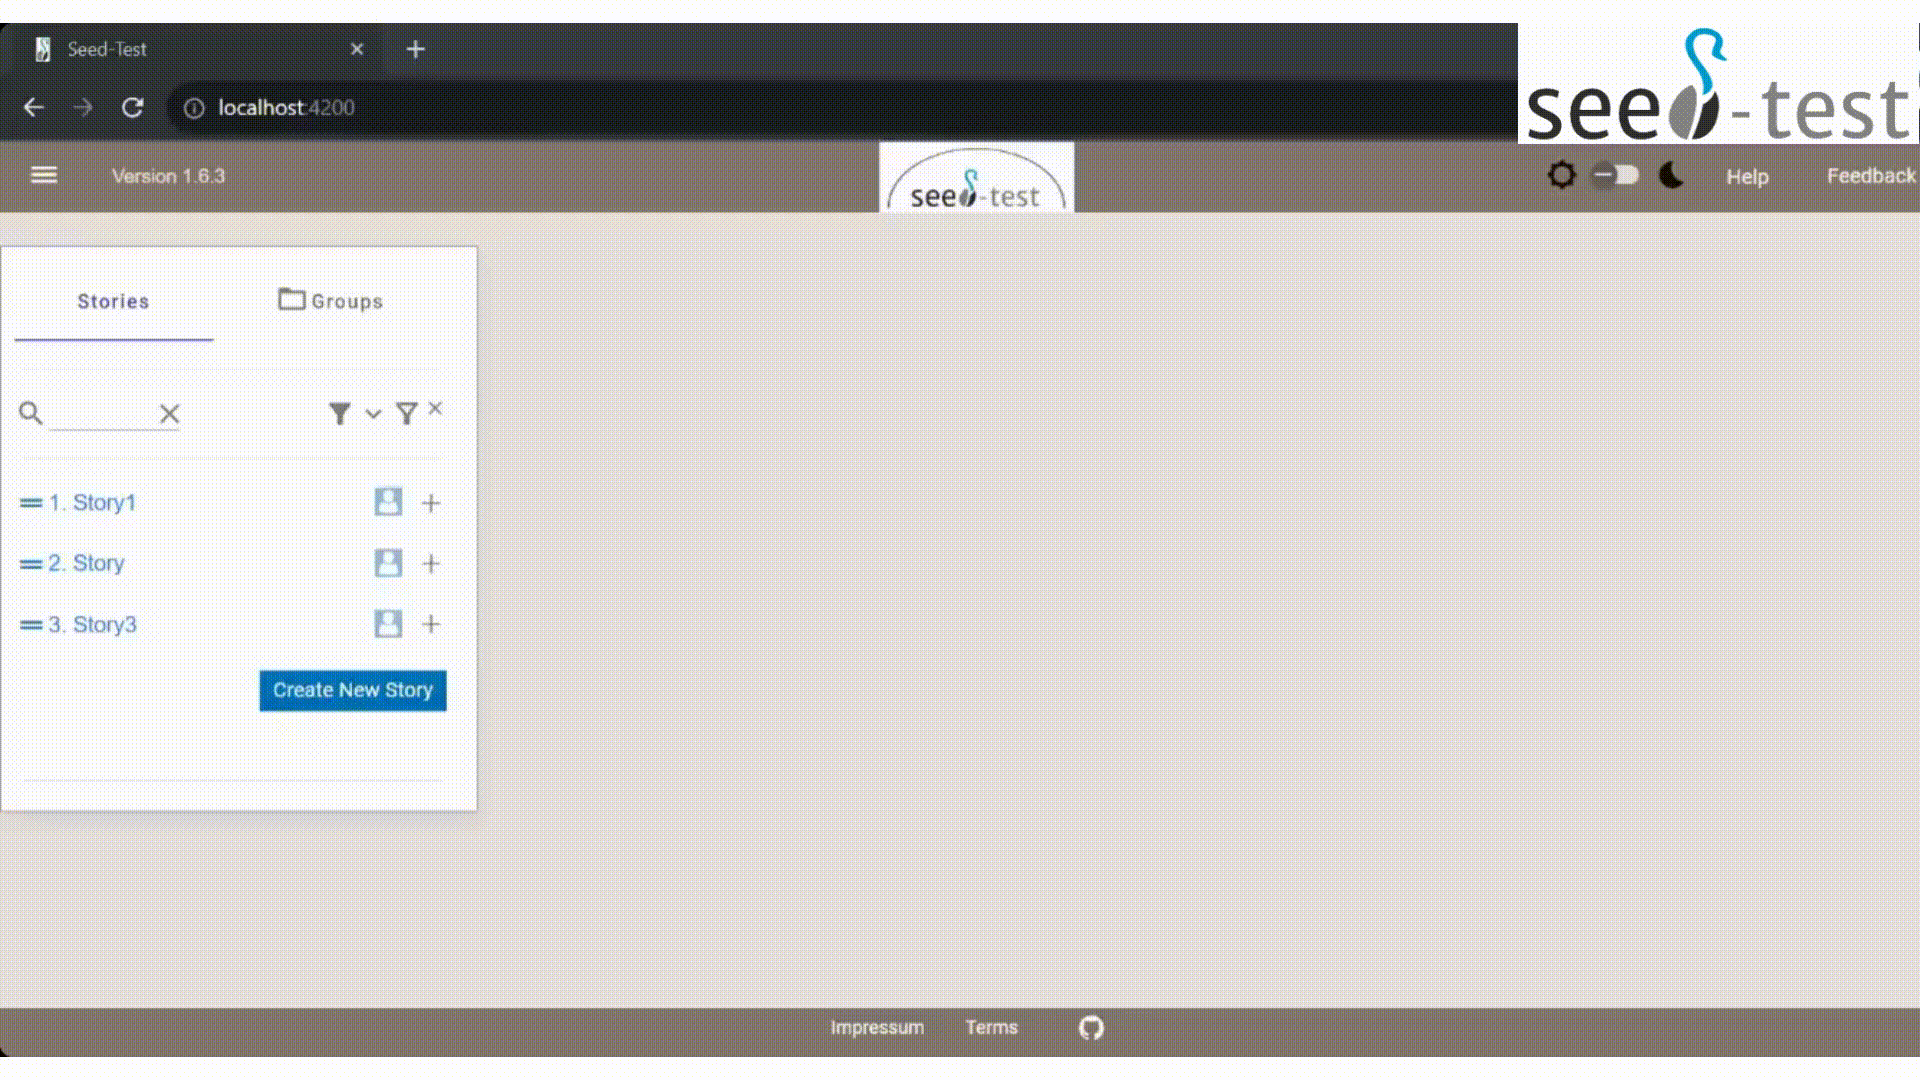 Seed-Test
localhost:4200
seed-test
Version 1.6.3
seed-test
Help
Feedback
Stories
Groups
1. Story1
2. Story
3. Story3
Create New Story
Impressum
Terms